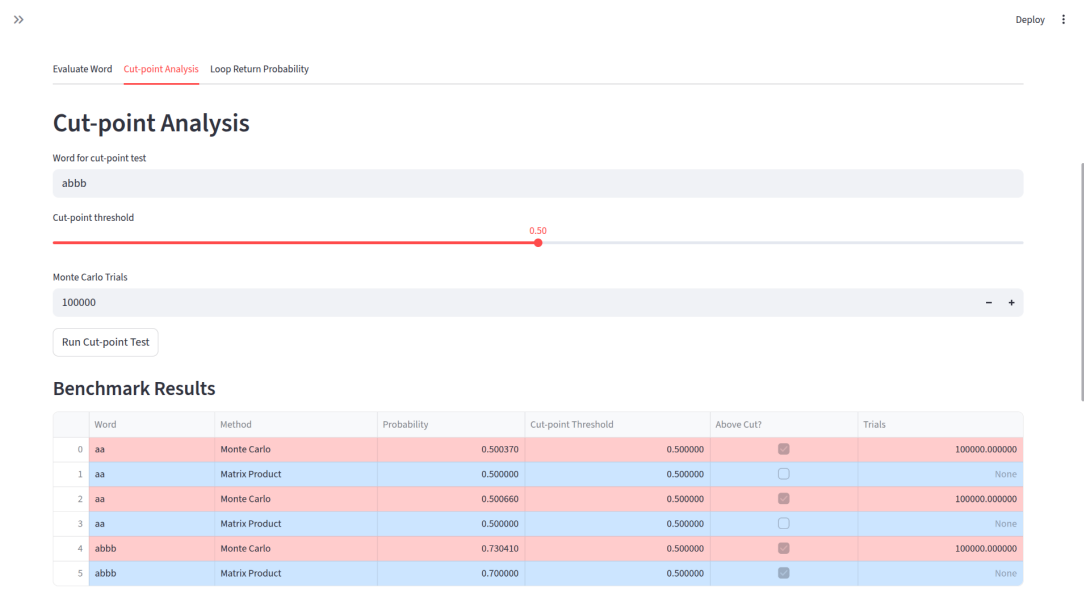 Deploy
Evaluate Word Cut-point Analysis Loop Return Probability
Cut-point Analysis
Word for cut-point test
abbb
Cut-point threshold
0.50
Monte Carlo Trials
100000
Run Cut-point Test
Benchmark Results
Word Method Probability Cut-point Threshold Above Cut? Trials
0 aa Monte Carlo 0.500370 0.500000 100000.000000
1 aa Matrix Product 0.500000 0.500000 None
2 aa Monte Carlo 0.500660 0.500000 100000.000000
3 aa Matrix Product 0.500000 0.500000 None
4 abbb Monte Carlo 0.730410 0.500000 100000.000000
5 abbb Matrix Product 0.700000 0.500000 None